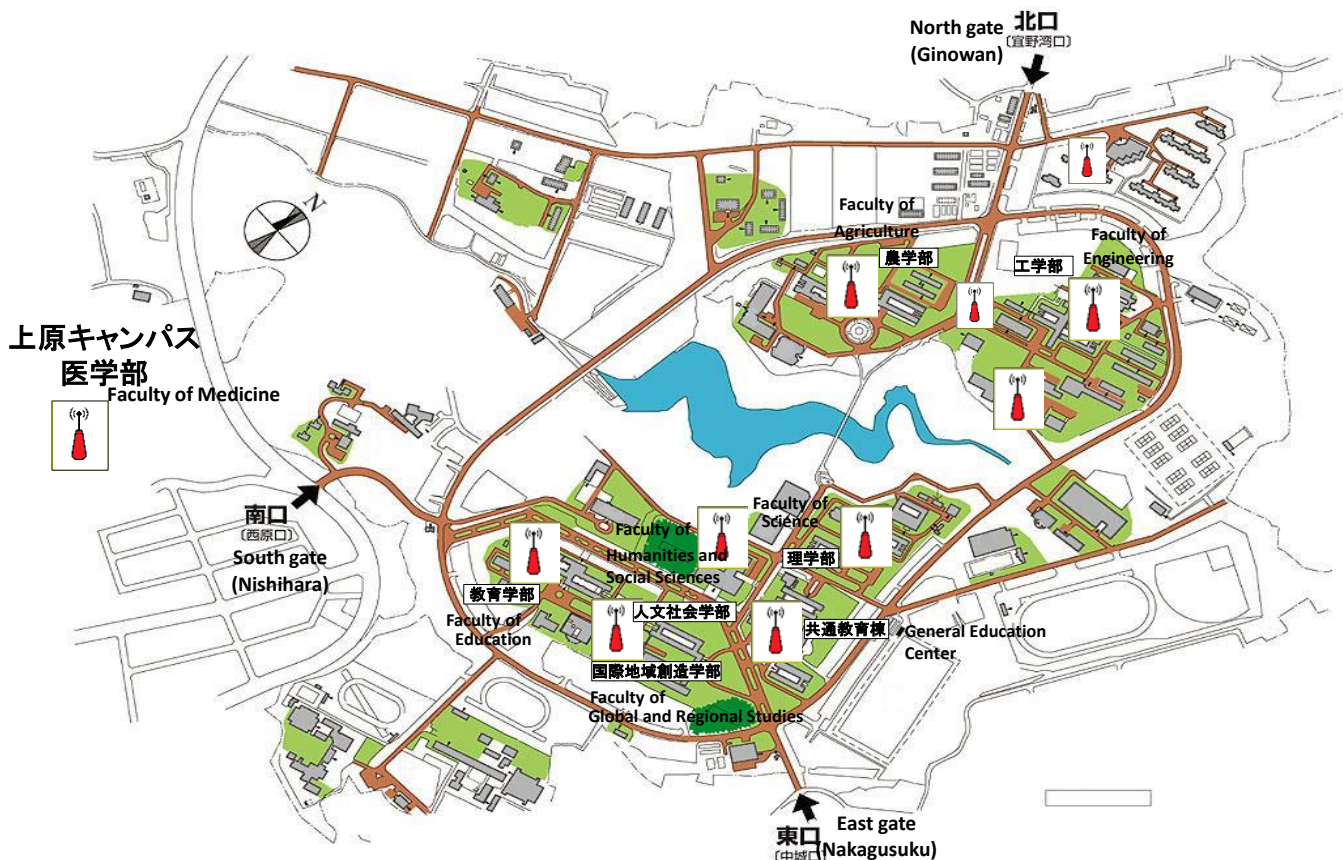 北口
〔宜野湾口〕
North gate
(Ginowan)
N
Faculty of
Agriculture
農学部
Faculty of
Engineering
工学部
上原キャンパス
医学部
Faculty of Medicine
南口
〔西原口〕
South gate
(Nishihara)
Faculty of
Science
理学部
Faculty of
Humanities and
Social Sciences
人文社会学部
教育学部
Faculty of
Education
共通教育棟
General Education
Center
国際地域創造学部
Faculty of
Global and Regional Studies
東口
〔中城口〕
East gate
(Nakagusuku)